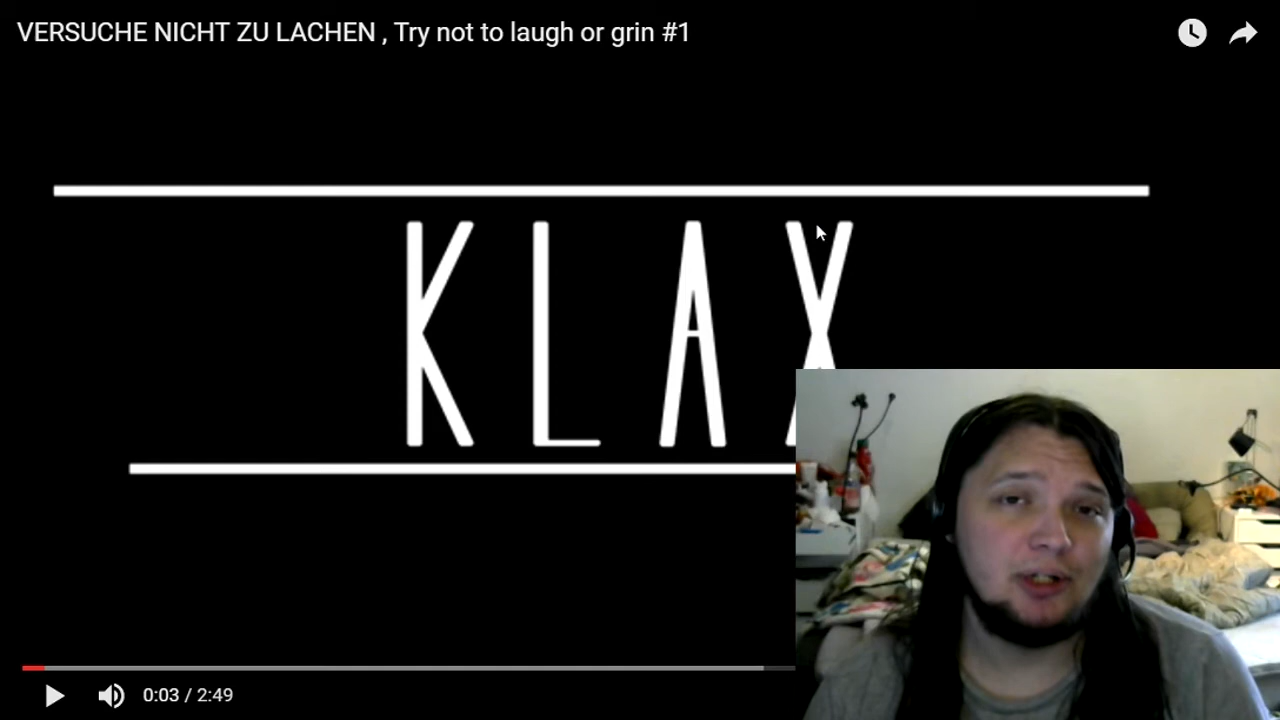 VERSUCHE NICHT ZU LACHEN , Try not to laugh or grin #1
KLAX
0:03 / 2:49